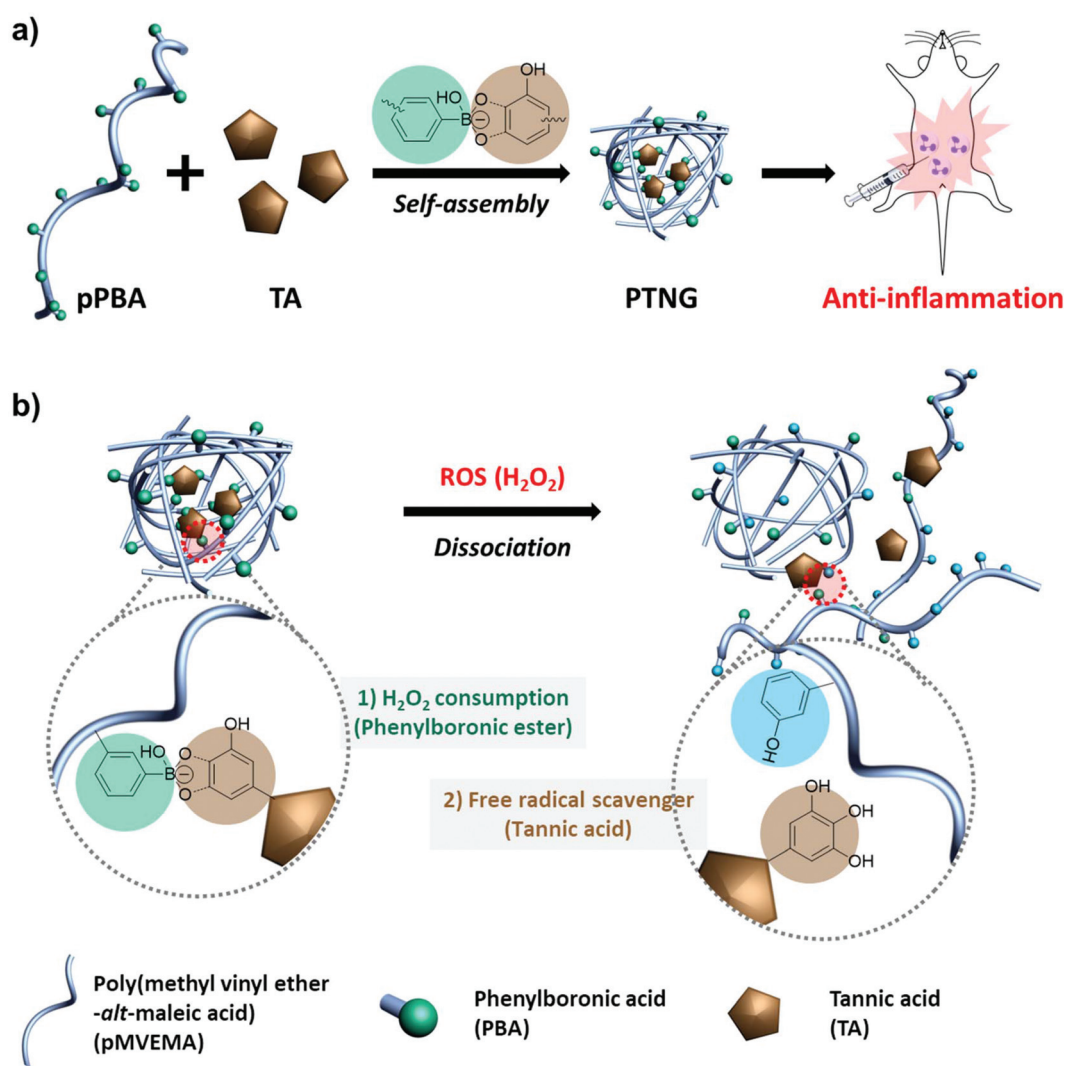 a)
OH
HO
O
B
−
O
+
Self-assembly
pPBA
TA
PTNG
Anti-inflammation
b)
ROS (H₂O₂)
Dissociation
1) H₂O₂ consumption
(Phenylboronic ester)
OH
HO
O
B
−
O
OH
2) Free radical scavenger
(Tannic acid)
OH
HO
OH
OH
Poly(methyl vinyl ether
-alt-maleic acid)
(pMVEMA)
Phenylboronic acid
(PBA)
Tannic acid
(TA)